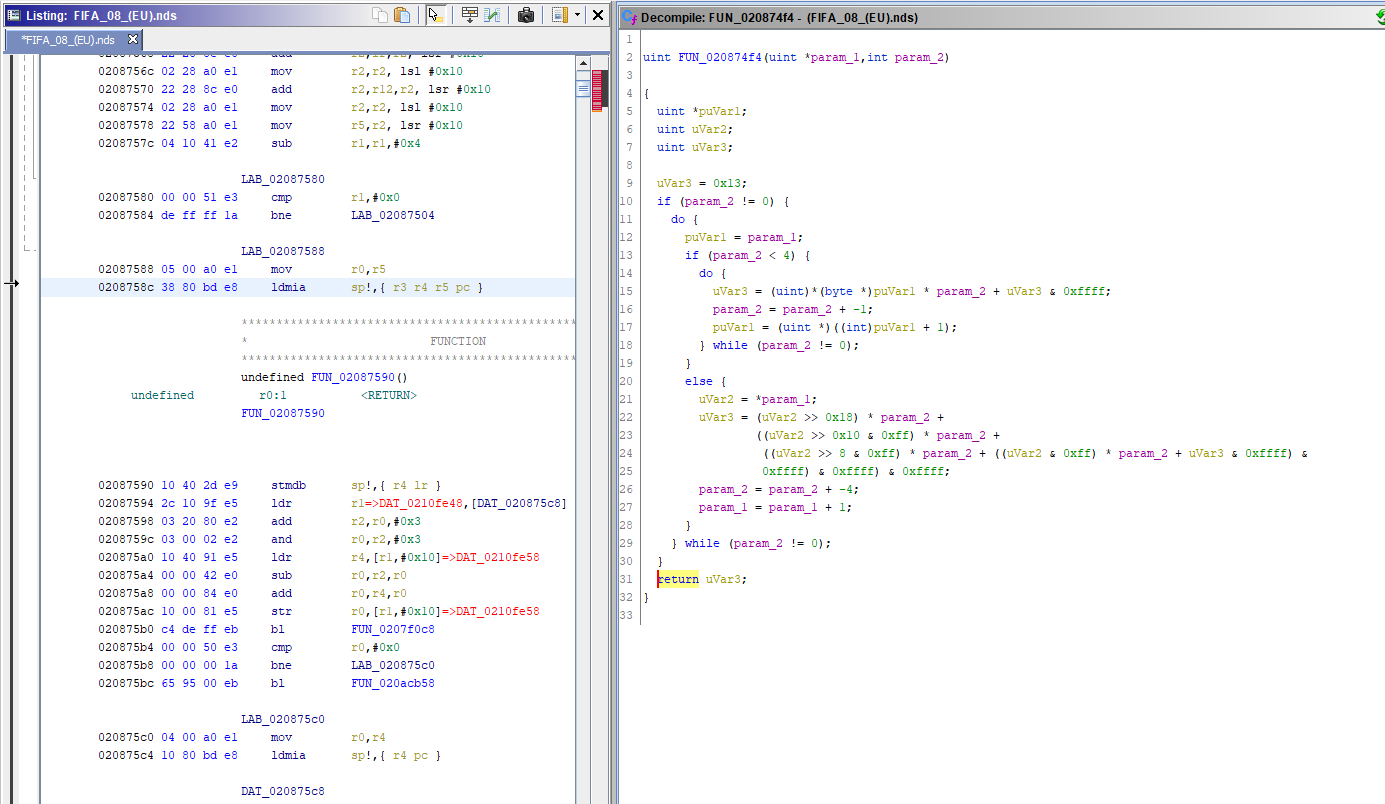 Listing: FIFA_08_(EU).nds
*FIFA_08_(EU).nds
0208756c 02 28 a0 e1 mov r2,r2, lsl #0x10
02087570 22 28 8c e0 add r2,r12,r2, lsr #0x10
02087574 02 28 a0 e1 mov r2,r2, lsl #0x10
02087578 22 58 a0 e1 mov r5,r2, lsr #0x10
0208757c 04 10 41 e2 sub r1,r1,#0x4
LAB_02087580
02087580 00 00 51 e3 cmp r1,#0x0
02087584 de ff ff 1a bne LAB_02087504
LAB_02087588
02087588 05 00 a0 e1 mov r0,r5
0208758c 38 80 bd e8 ldmia sp!,{ r3 r4 r5 pc }
************************************************
* FUNCTION
************************************************
undefined FUN_02087590()
undefined r0:1 <RETURN>
FUN_02087590
02087590 10 40 2d e9 stmdb sp!,{ r4 lr }
02087594 2c 10 9f e5 ldr r1=>DAT_0210fe48,[DAT_020875c8]
02087598 03 20 80 e2 add r2,r0,#0x3
0208759c 03 00 02 e2 and r0,r2,#0x3
020875a0 10 40 91 e5 ldr r4,[r1,#0x10]=>DAT_0210fe58
020875a4 00 00 42 e0 sub r0,r2,r0
020875a8 00 00 84 e0 add r0,r4,r0
020875ac 10 00 81 e5 str r0,[r1,#0x10]=>DAT_0210fe58
020875b0 c4 de ff eb bl FUN_0207f0c8
020875b4 00 00 50 e3 cmp r0,#0x0
020875b8 00 00 00 1a bne LAB_020875c0
020875bc 65 95 00 eb bl FUN_020acb58
LAB_020875c0
020875c0 04 00 a0 e1 mov r0,r4
020875c4 10 80 bd e8 ldmia sp!,{ r4 pc }
DAT_020875c8
Decompile: FUN_020874f4 - (FIFA_08_(EU).nds)
1
2 uint FUN_020874f4(uint *param_1,int param_2)
3
4 {
5 uint *puVar1;
6 uint uVar2;
7 uint uVar3;
8
9 uVar3 = 0x13;
10 if (param_2 != 0) {
11 do {
12 puVar1 = param_1;
13 if (param_2 < 4) {
14 do {
15 uVar3 = (uint)*(byte *)puVar1 * param_2 + uVar3 & 0xffff;
16 param_2 = param_2 + -1;
17 puVar1 = (uint *)((int)puVar1 + 1);
18 } while (param_2 != 0);
19 }
20 else {
21 uVar2 = *param_1;
22 uVar3 = (uVar2 >> 0x18) * param_2 +
23 ((uVar2 >> 0x10 & 0xff) * param_2 +
24 ((uVar2 >> 8 & 0xff) * param_2 + ((uVar2 & 0xff) * param_2 + uVar3 & 0xffff) &
25 0xffff) & 0xffff) & 0xffff;
26 param_2 = param_2 + -4;
27 param_1 = param_1 + 1;
28 }
29 } while (param_2 != 0);
30 }
31 return uVar3;
32 }
33